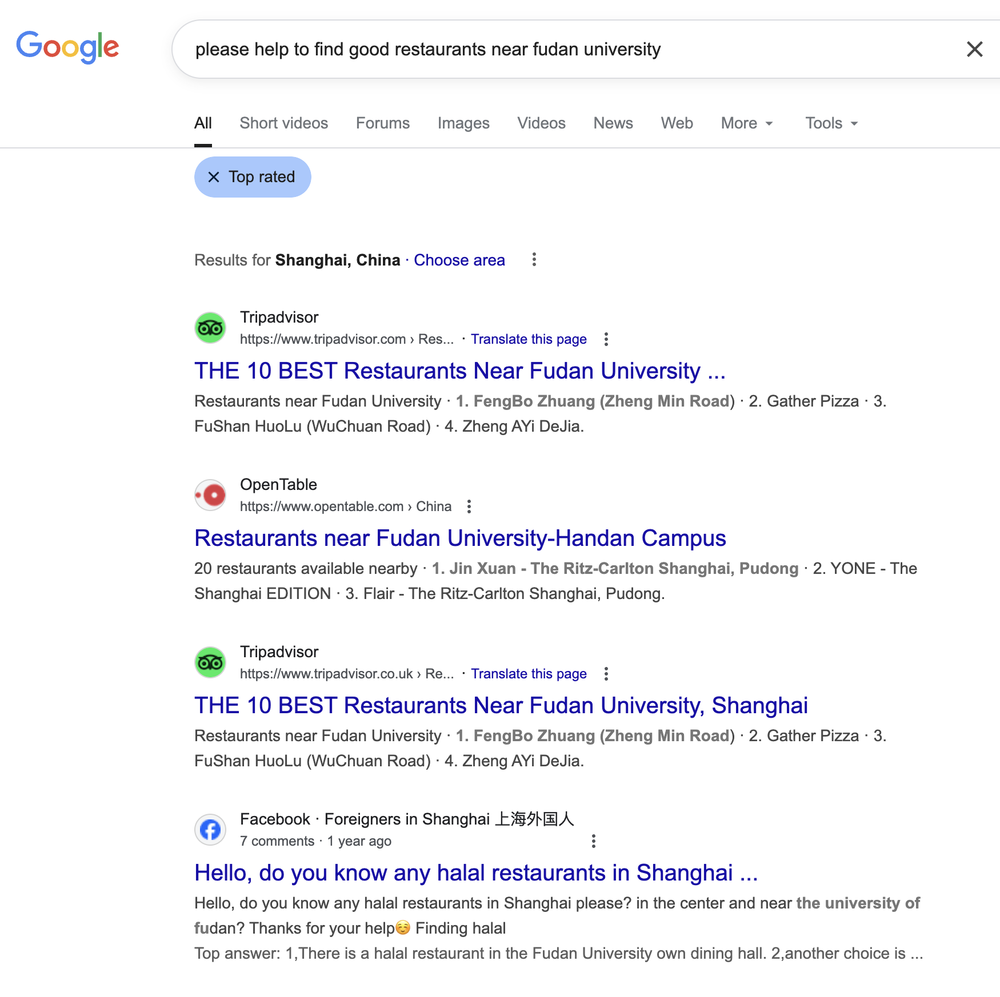 Google
please help to find good restaurants near fudan university
All Short videos Forums Images Videos News Web More Tools
Top rated
Results for Shanghai, China · Choose area
Tripadvisor
https://www.tripadvisor.com › Res... · Translate this page
THE 10 BEST Restaurants Near Fudan University ...
Restaurants near Fudan University · 1. FengBo Zhuang (Zheng Min Road) · 2. Gather Pizza · 3.
FuShan HuoLu (WuChuan Road) · 4. Zheng AYi DeJia.
OpenTable
https://www.opentable.com › China
Restaurants near Fudan University-Handan Campus
20 restaurants available nearby · 1. Jin Xuan - The Ritz-Carlton Shanghai, Pudong · 2. YONE - The
Shanghai EDITION · 3. Flair - The Ritz-Carlton Shanghai, Pudong.
Tripadvisor
https://www.tripadvisor.co.uk › Re... · Translate this page
THE 10 BEST Restaurants Near Fudan University, Shanghai
Restaurants near Fudan University · 1. FengBo Zhuang (Zheng Min Road) · 2. Gather Pizza · 3.
FuShan HuoLu (WuChuan Road) · 4. Zheng AYi DeJia.
Facebook · Foreigners in Shanghai 上海外国人
7 comments · 1 year ago
Hello, do you know any halal restaurants in Shanghai ...
Hello, do you know any halal restaurants in Shanghai please? in the center and near the university of
fudan? Thanks for your help☺️ Finding halal
Top answer: 1,There is a halal restaurant in the Fudan University own dining hall. 2,another choice is ...